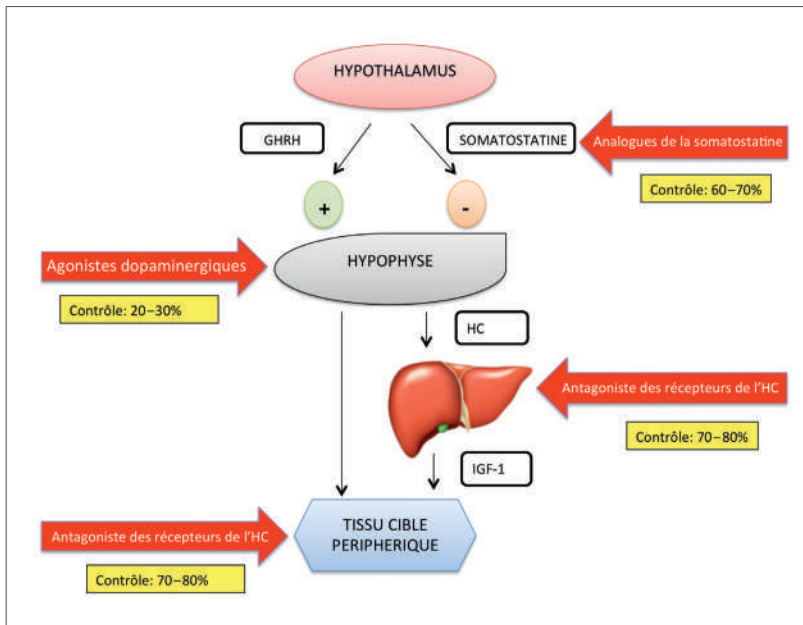 HYPOTHALAMUS
GHRH
SOMATOSTATINE
Analogues de la somatostatine
Contrôle: 60–70%
+
-
Agonistes dopaminergiques
HYPOPHYSE
Contrôle: 20–30%
HC
Antagoniste des récepteurs de l’HC
Contrôle: 70–80%
IGF-1
TISSU CIBLE
PERIPHERIQUE
Antagoniste des récepteurs de l’HC
Contrôle: 70–80%